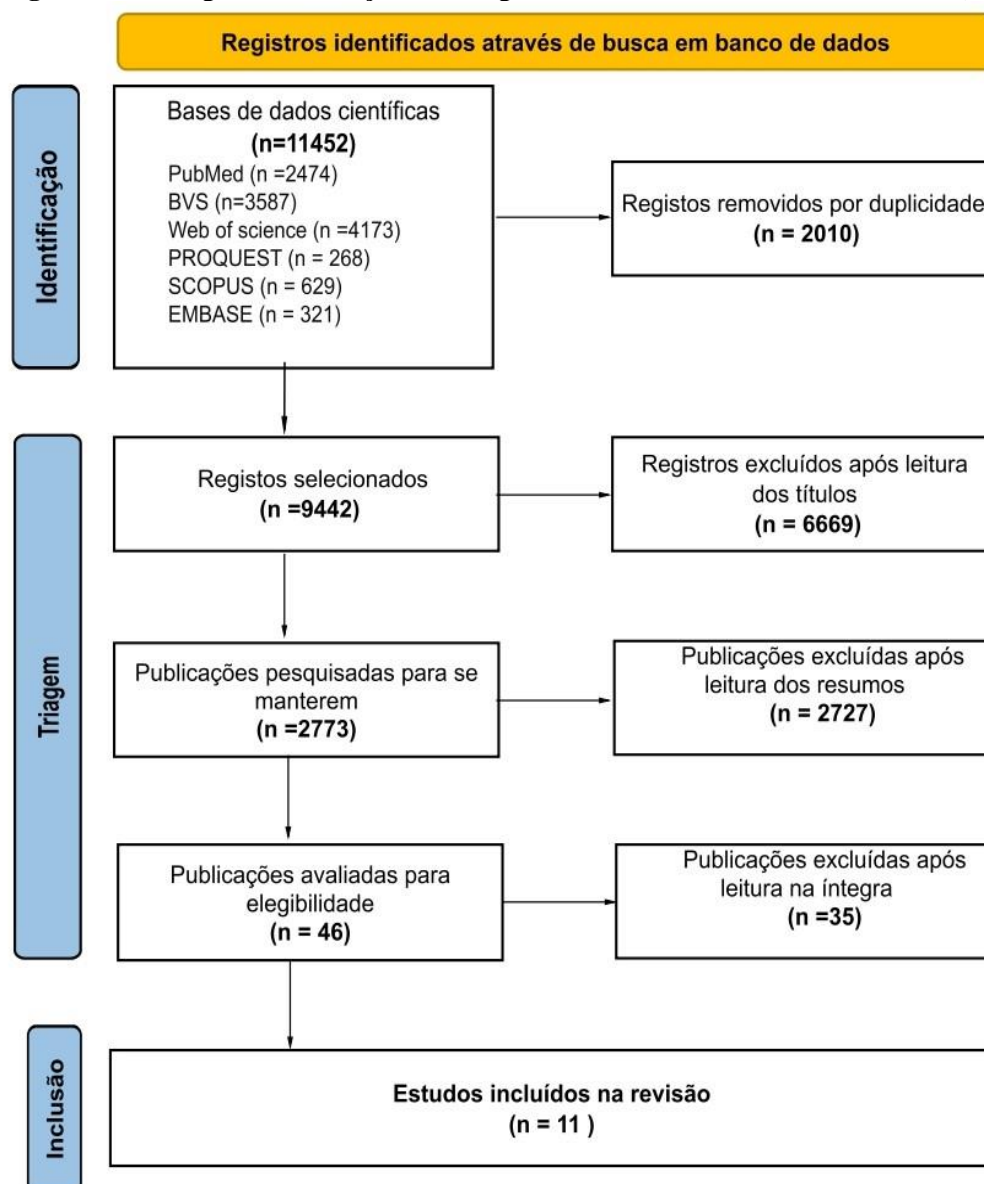 Registros identificados através de busca em banco de dados
Identificação
Bases de dados científicas
(n=11452)
PubMed (n =2474)
BVS (n=3587)
Web of science (n =4173)
PROQUEST (n = 268)
SCOPUS (n = 629)
EMBASE (n = 321)
Registos removidos por duplicidade
(n = 2010)
Triagem
Registos selecionados
(n =9442)
Registros excluídos após leitura
dos títulos
(n = 6669)
Publicações pesquisadas para se
manterem
(n =2773)
Publicações excluídas após
leitura dos resumos
(n = 2727)
Publicações avaliadas para
elegibilidade
(n = 46)
Publicações excluídas após
leitura na íntegra
(n =35)
Inclusão
Estudos incluídos na revisão
(n = 11 )